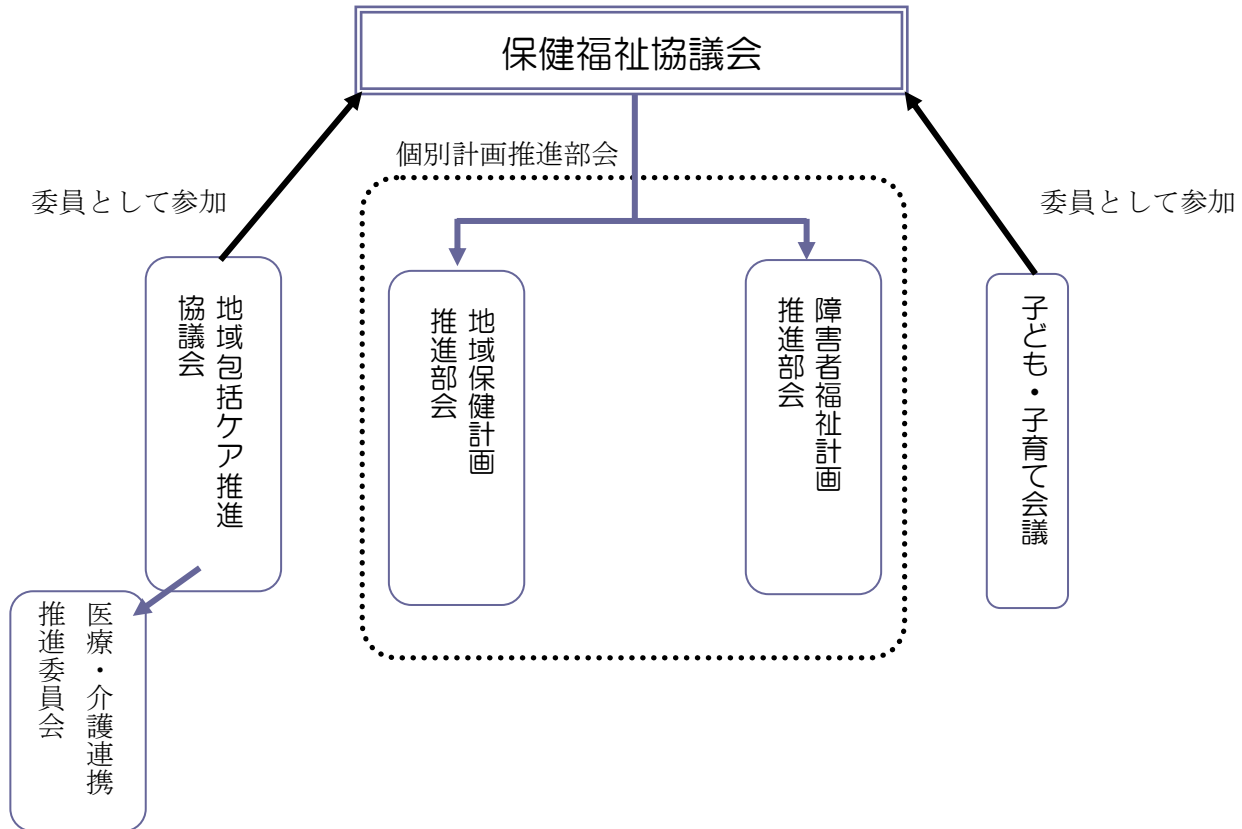 保健福祉協議会
個別計画推進部会
委員として参加
委員として参加
地域包括ケア推進
協議会
地域保健計画
推進部会
障害者福祉計画
推進部会
子ども・子育て会議
医療・介護連携
推進委員会